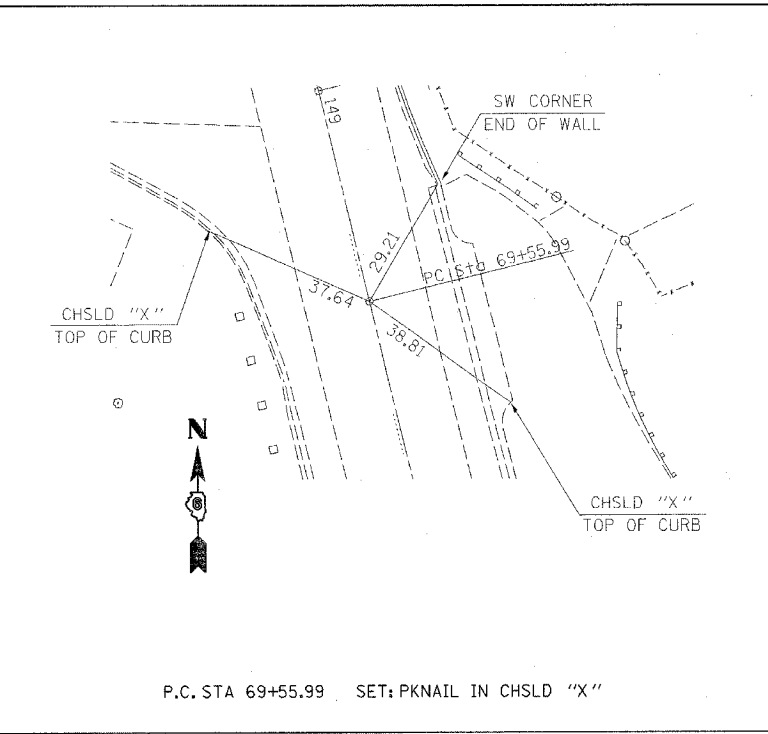 149
SW CORNER
END OF WALL
29.21
PC Sta 69+55.99
37.64
38.81
CHSLD "X"
TOP OF CURB
N
6
CHSLD "X"
TOP OF CURB
P.C. STA 69+55.99 SET: PKNAIL IN CHSLD "X"